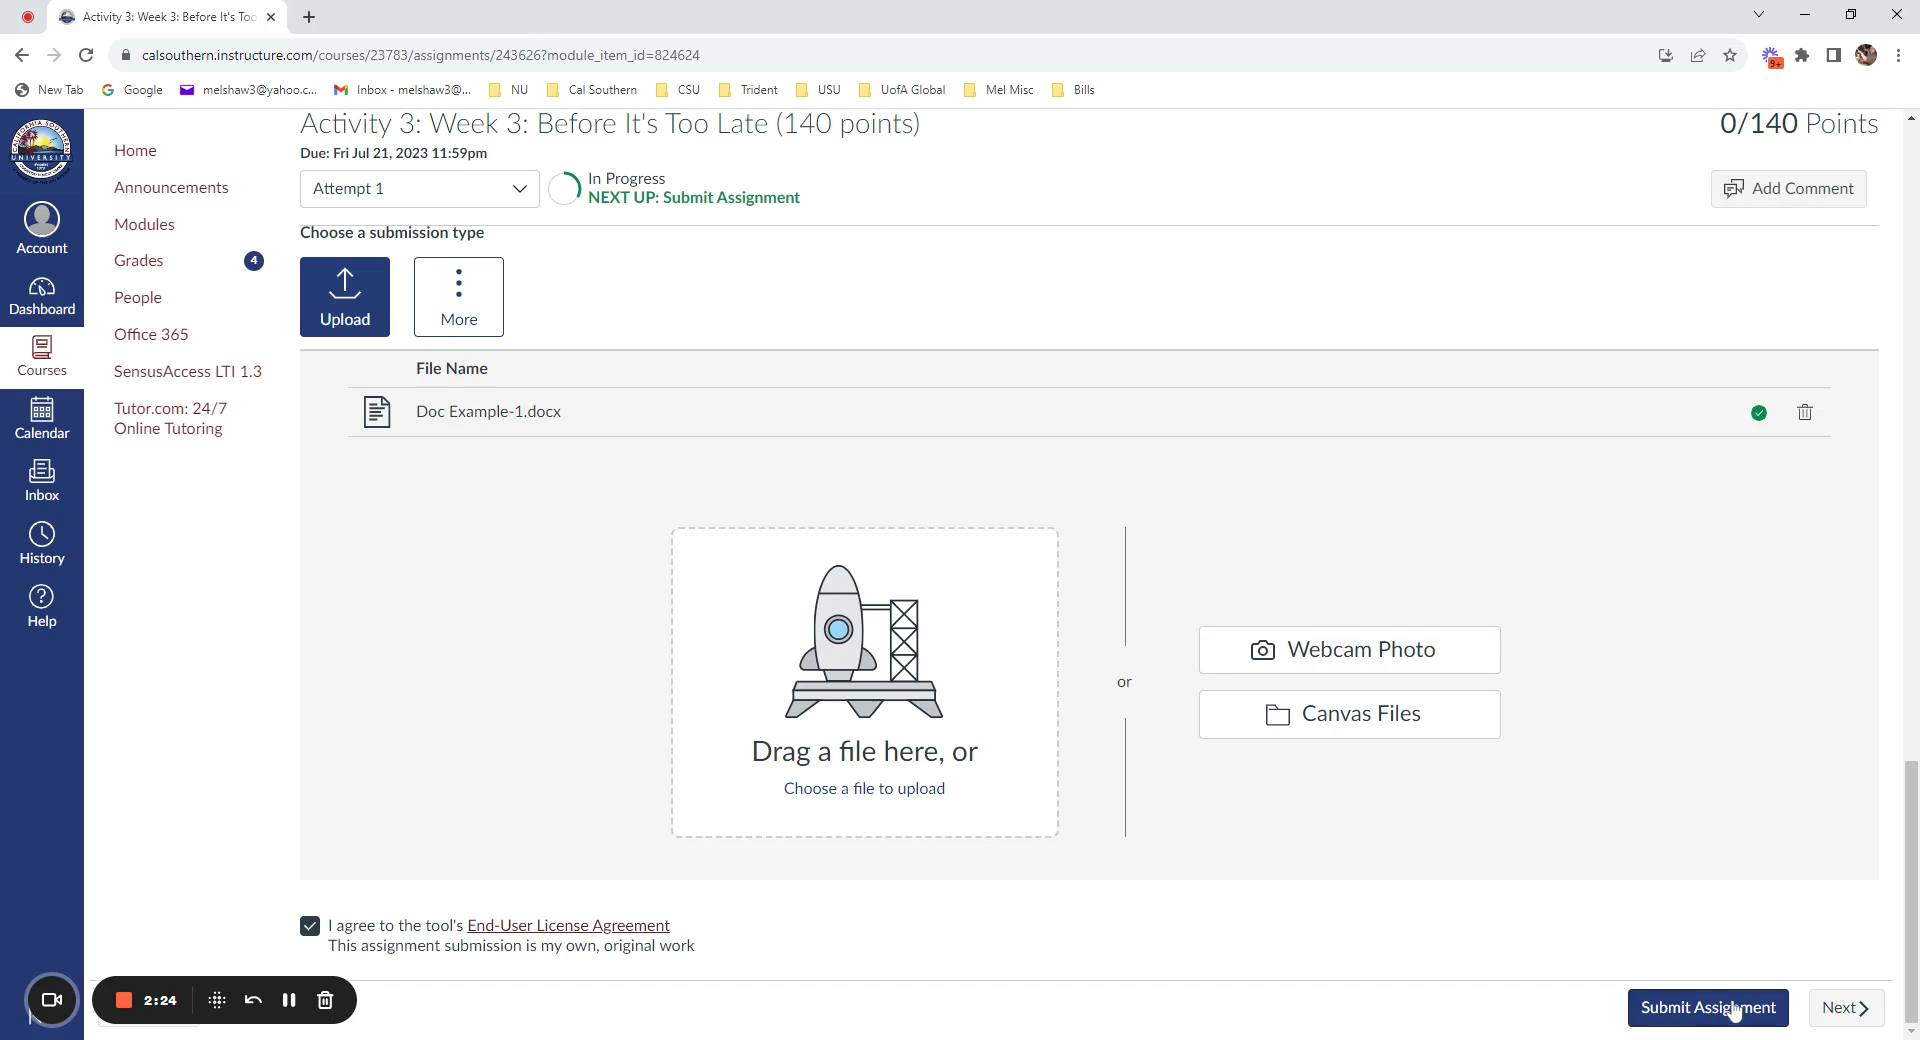 Activity 3: Week 3: Before It's Too
calsouthern.instructure.com/courses/23783/assignments/243626?module_item_id=824624
9+
New Tab Google melshaw3@yahoo.c... Inbox - melshaw3@... NU Cal Southern CSU Trident USU UofA Global Mel Misc Bills
Activity 3: Week 3: Before It's Too Late (140 points)
0/140 Points
Due: Fri Jul 21, 2023 11:59pm
Attempt 1
In Progress
NEXT UP: Submit Assignment
Add Comment
CALIFORNIA SOUTHERN
UNIVERSITY
Account
Dashboard
Courses
Calendar
Inbox
History
Help
Home
Announcements
Modules
Grades 4
People
Office 365
SensusAccess LTI 1.3
Tutor.com: 24/7
Online Tutoring
Choose a submission type
Upload
More
File Name
Doc Example-1.docx
Drag a file here, or
Choose a file to upload
or
Webcam Photo
Canvas Files
I agree to the tool's End-User License Agreement
This assignment submission is my own, original work
2:24
Submit Assignment
Next